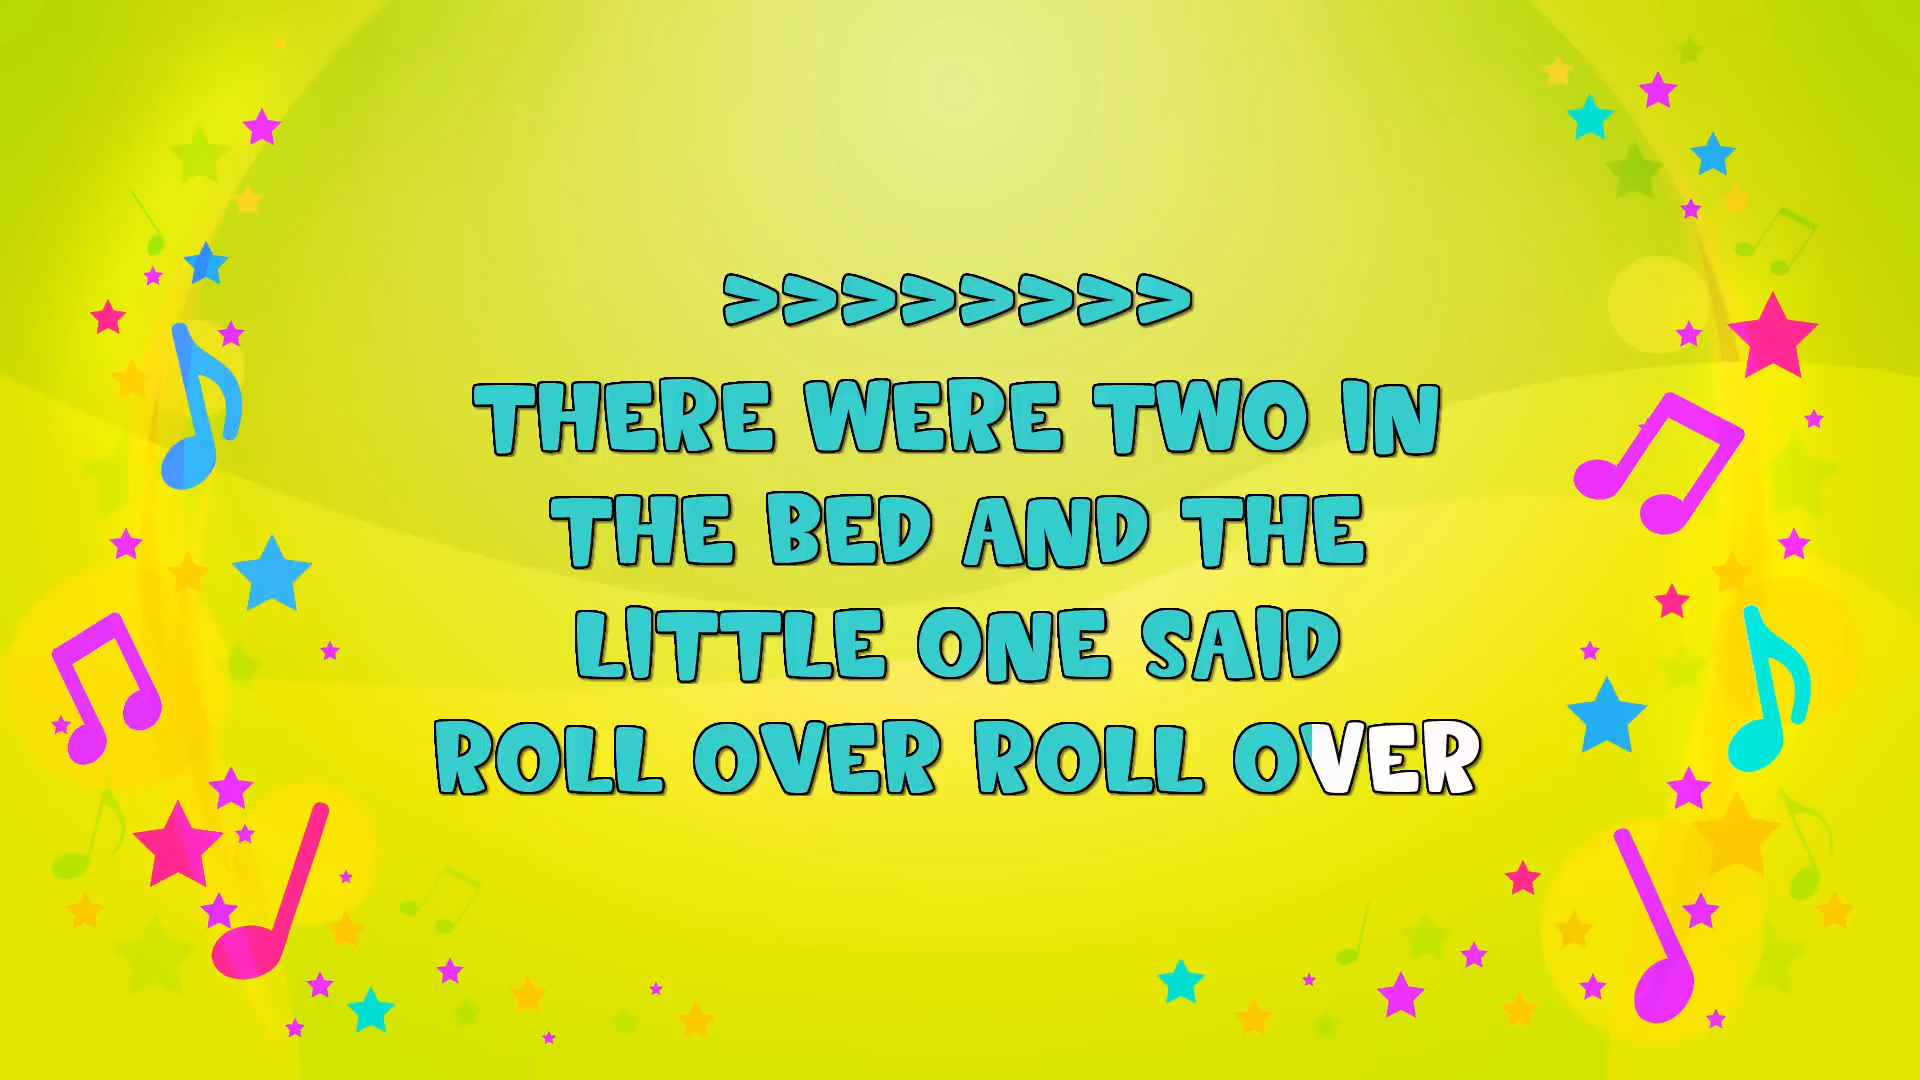 >>>>>>>>
THERE WERE TWO IN
THE BED AND THE
LITTLE ONE SAID
ROLL OVER ROLL OVER